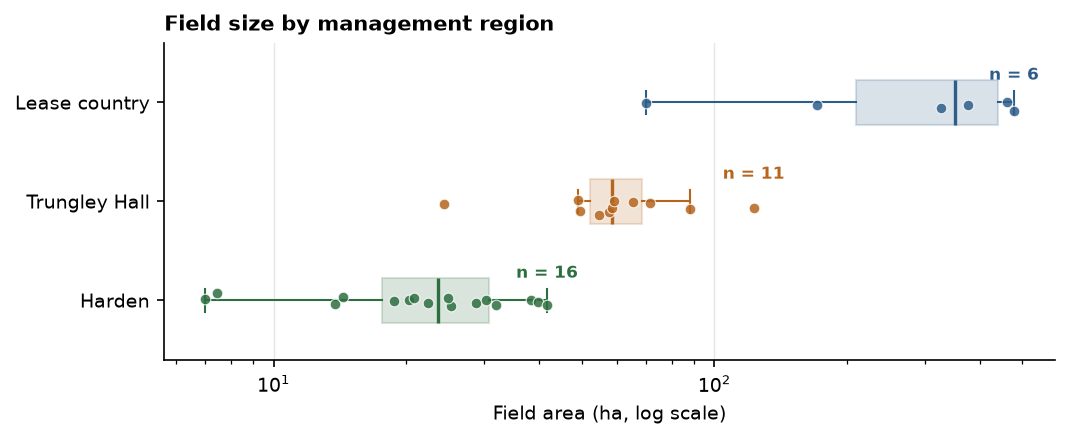 Field size by management region
n = 6
Lease country
n = 11
Trungley Hall
n = 16
Harden
10¹ 10²
Field area (ha, log scale)